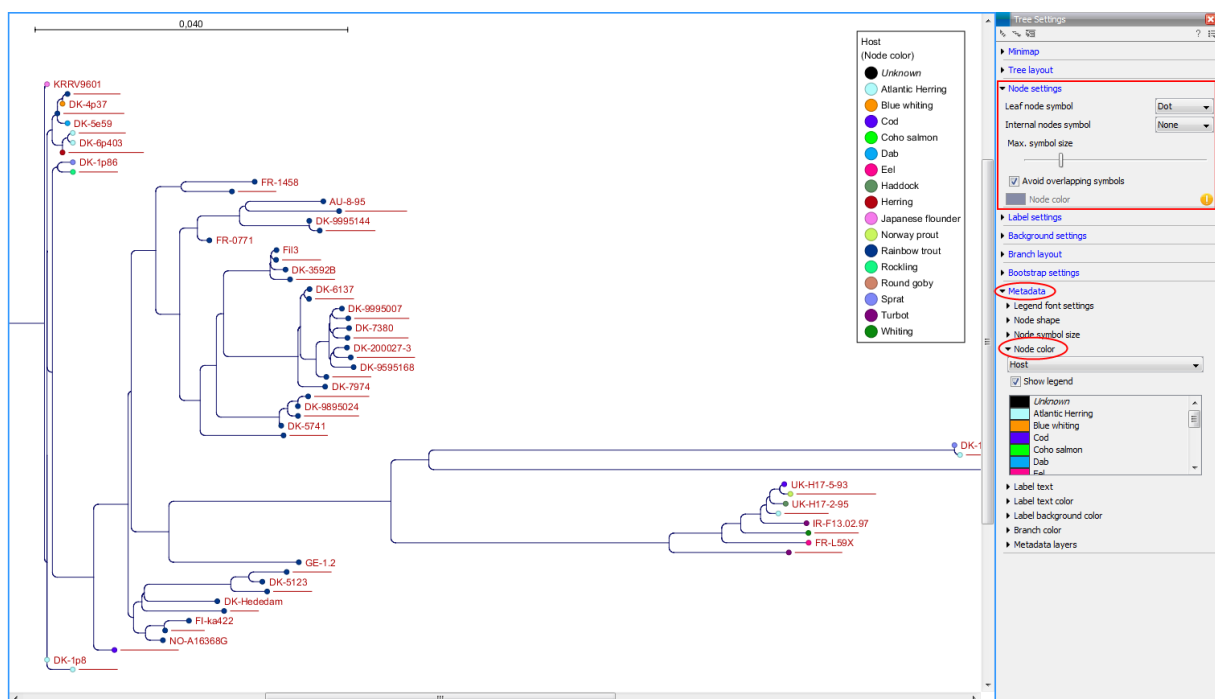 0,040
KRRV9601
DK-4p37
DK-5e59
DK-6p403
DK-1p86
FR-1458
AU-8-95
DK-9995144
FR-0771
Fil3
DK-3592B
DK-6137
DK-9995007
DK-7380
DK-200027-3
DK-9595168
DK-7974
DK-9895024
DK-5741
DK-1
UK-H17-5-93
UK-H17-2-95
IR-F13.02.97
FR-L59X
GE-1.2
DK-5123
DK-Hededam
FI-ka422
NO-A16368G
DK-1p8
Host
(Node color)
Unknown
Atlantic Herring
Blue whiting
Cod
Coho salmon
Dab
Eel
Haddock
Herring
Japanese flounder
Norway prout
Rainbow trout
Rockling
Round goby
Sprat
Turbot
Whiting
Tree Settings
?
Minimap
Tree layout
Node settings
Leaf node symbol Dot
Internal nodes symbol None
Max. symbol size
Avoid overlapping symbols
Node color
Label settings
Background settings
Branch layout
Bootstrap settings
Metadata
Legend font settings
Node shape
Node symbol size
Node color
Host
Show legend
Unknown
Atlantic Herring
Blue whiting
Cod
Coho salmon
Dab
Eel
Label text
Label text color
Label background color
Branch color
Metadata layers